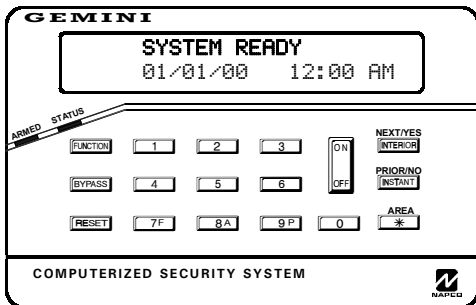 GEMINI
SYSTEM READY
01/01/00 12:00 AM
ARMED STATUS
NEXT/YES
FUNCTION 1 2 3 ON INTERIOR
PRIOR/NO
BYPASS 4 5 6 OFF INSTANT
AREA
RESET 7F 8A 9P 0 *
COMPUTERIZED SECURITY SYSTEM
NAPCO